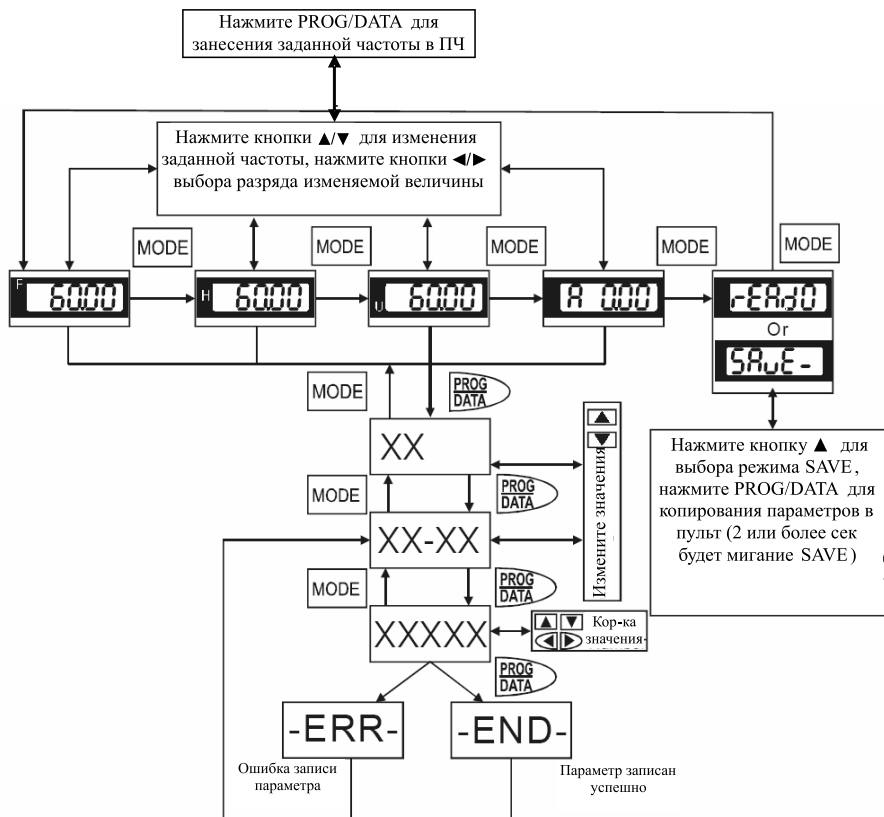 Нажмите PROG/DATA для
занесения заданной частоты в ПЧ
Нажмите кнопки ▲/▼ для изменения
заданной частоты, нажмите кнопки ◀/▶
выбора разряда изменяемой величины
MODE
MODE
MODE
MODE
MODE
F 60.00
H 60.00
U 60.00
A 0.00
rEAd0
Or
SAvE-
MODE
PROG
DATA
XX
MODE
PROG
DATA
XX-XX
MODE
PROG
DATA
XXXXX
PROG
DATA
▲
▼
Измените значения
▲ ▼ Кор-ка
◀ ▶ значения-
Нажмите кнопку ▲ для
выбора режима SAVE,
нажмите PROG/DATA для
копирования параметров в
пульт (2 или более сек
будет мигание SAVE)
-ERR-
-END-
Ошибка записи
параметра
Параметр записан
успешно